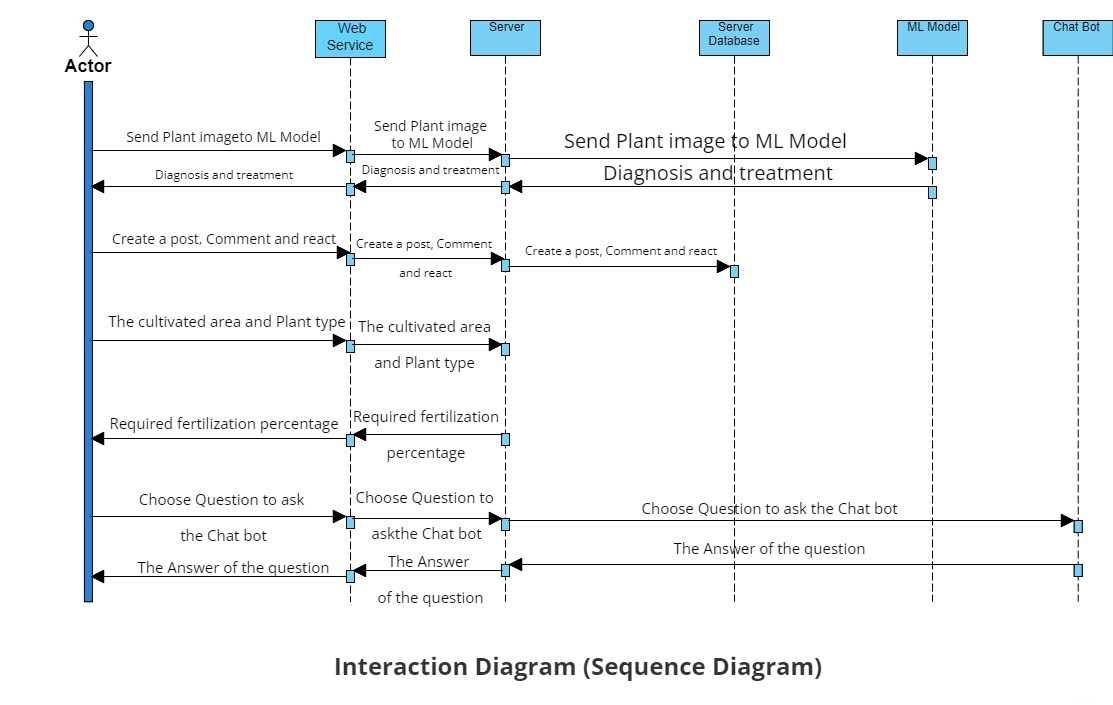 Actor
Web
Service
Server
Server
Database
ML Model
Chat Bot
Send Plant imageto ML Model
Send Plant image
to ML Model
Send Plant image to ML Model
Diagnosis and treatment
Diagnosis and treatment
Diagnosis and treatment
Create a post, Comment and react
Create a post, Comment
and react
Create a post, Comment and react
The cultivated area and Plant type
The cultivated area
and Plant type
Required fertilization percentage
Required fertilization
percentage
Choose Question to ask
the Chat bot
Choose Question to
askthe Chat bot
Choose Question to ask the Chat bot
The Answer of the question
The Answer
of the question
The Answer of the question
Interaction Diagram (Sequence Diagram)